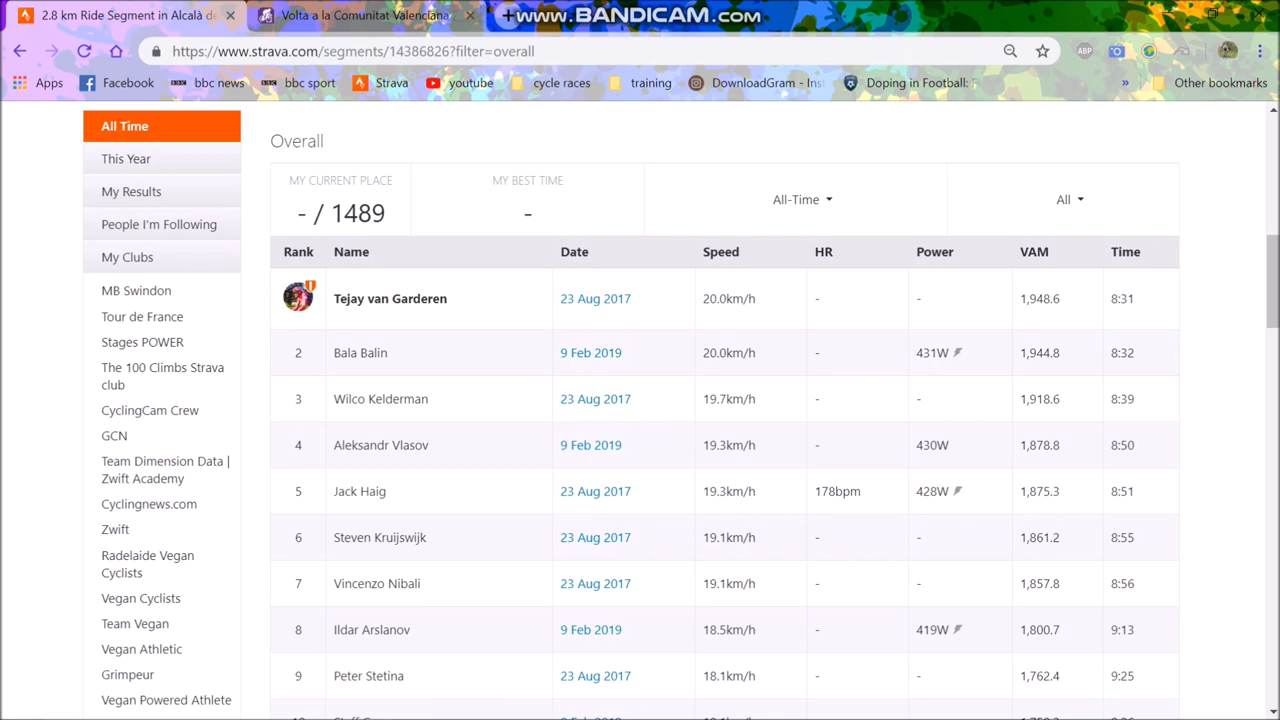 2.8 km Ride Segment in Alcalà de
Volta a la Comunitat Valenciana
www.BANDICAM.com
https://www.strava.com/segments/14386826?filter=overall
ABP
Apps Facebook bbc news bbc sport Strava youtube cycle races training DownloadGram - Inst Doping in Football: T » Other bookmarks
All Time
This Year
My Results
People I'm Following
My Clubs
MB Swindon
Tour de France
Stages POWER
The 100 Climbs Strava
club
CyclingCam Crew
GCN
Team Dimension Data |
Zwift Academy
Cyclingnews.com
Zwift
Radelaide Vegan
Cyclists
Vegan Cyclists
Team Vegan
Vegan Athletic
Grimpeur
Vegan Powered Athlete
Overall
MY CURRENT PLACE MY BEST TIME
- / 1489 - All-Time All
Rank Name Date Speed HR Power VAM Time
Tejay van Garderen 23 Aug 2017 20.0km/h - - 1,948.6 8:31
2 Bala Balin 9 Feb 2019 20.0km/h - 431W 1,944.8 8:32
3 Wilco Kelderman 23 Aug 2017 19.7km/h - - 1,918.6 8:39
4 Aleksandr Vlasov 9 Feb 2019 19.3km/h - 430W 1,878.8 8:50
5 Jack Haig 23 Aug 2017 19.3km/h 178bpm 428W 1,875.3 8:51
6 Steven Kruijswijk 23 Aug 2017 19.1km/h - - 1,861.2 8:55
7 Vincenzo Nibali 23 Aug 2017 19.1km/h - - 1,857.8 8:56
8 Ildar Arslanov 9 Feb 2019 18.5km/h - 419W 1,800.7 9:13
9 Peter Stetina 23 Aug 2017 18.1km/h - - 1,762.4 9:25